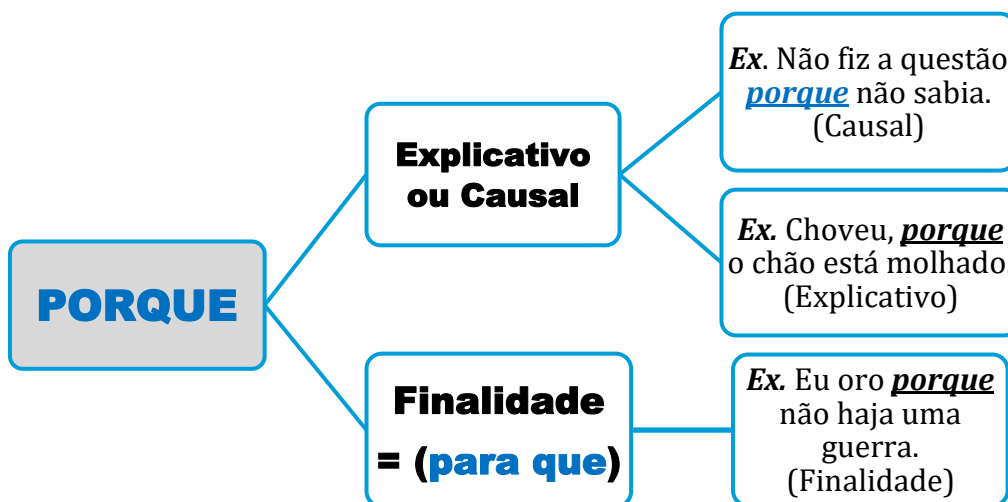 PORQUE
Explicativo
ou Causal
Ex. Não fiz a questão
porque não sabia.
(Causal)
Ex. Choveu, porque
o chão está molhado
(Explicativo)
Finalidade
= (para que)
Ex. Eu oro porque
não haja uma
guerra.
(Finalidade)